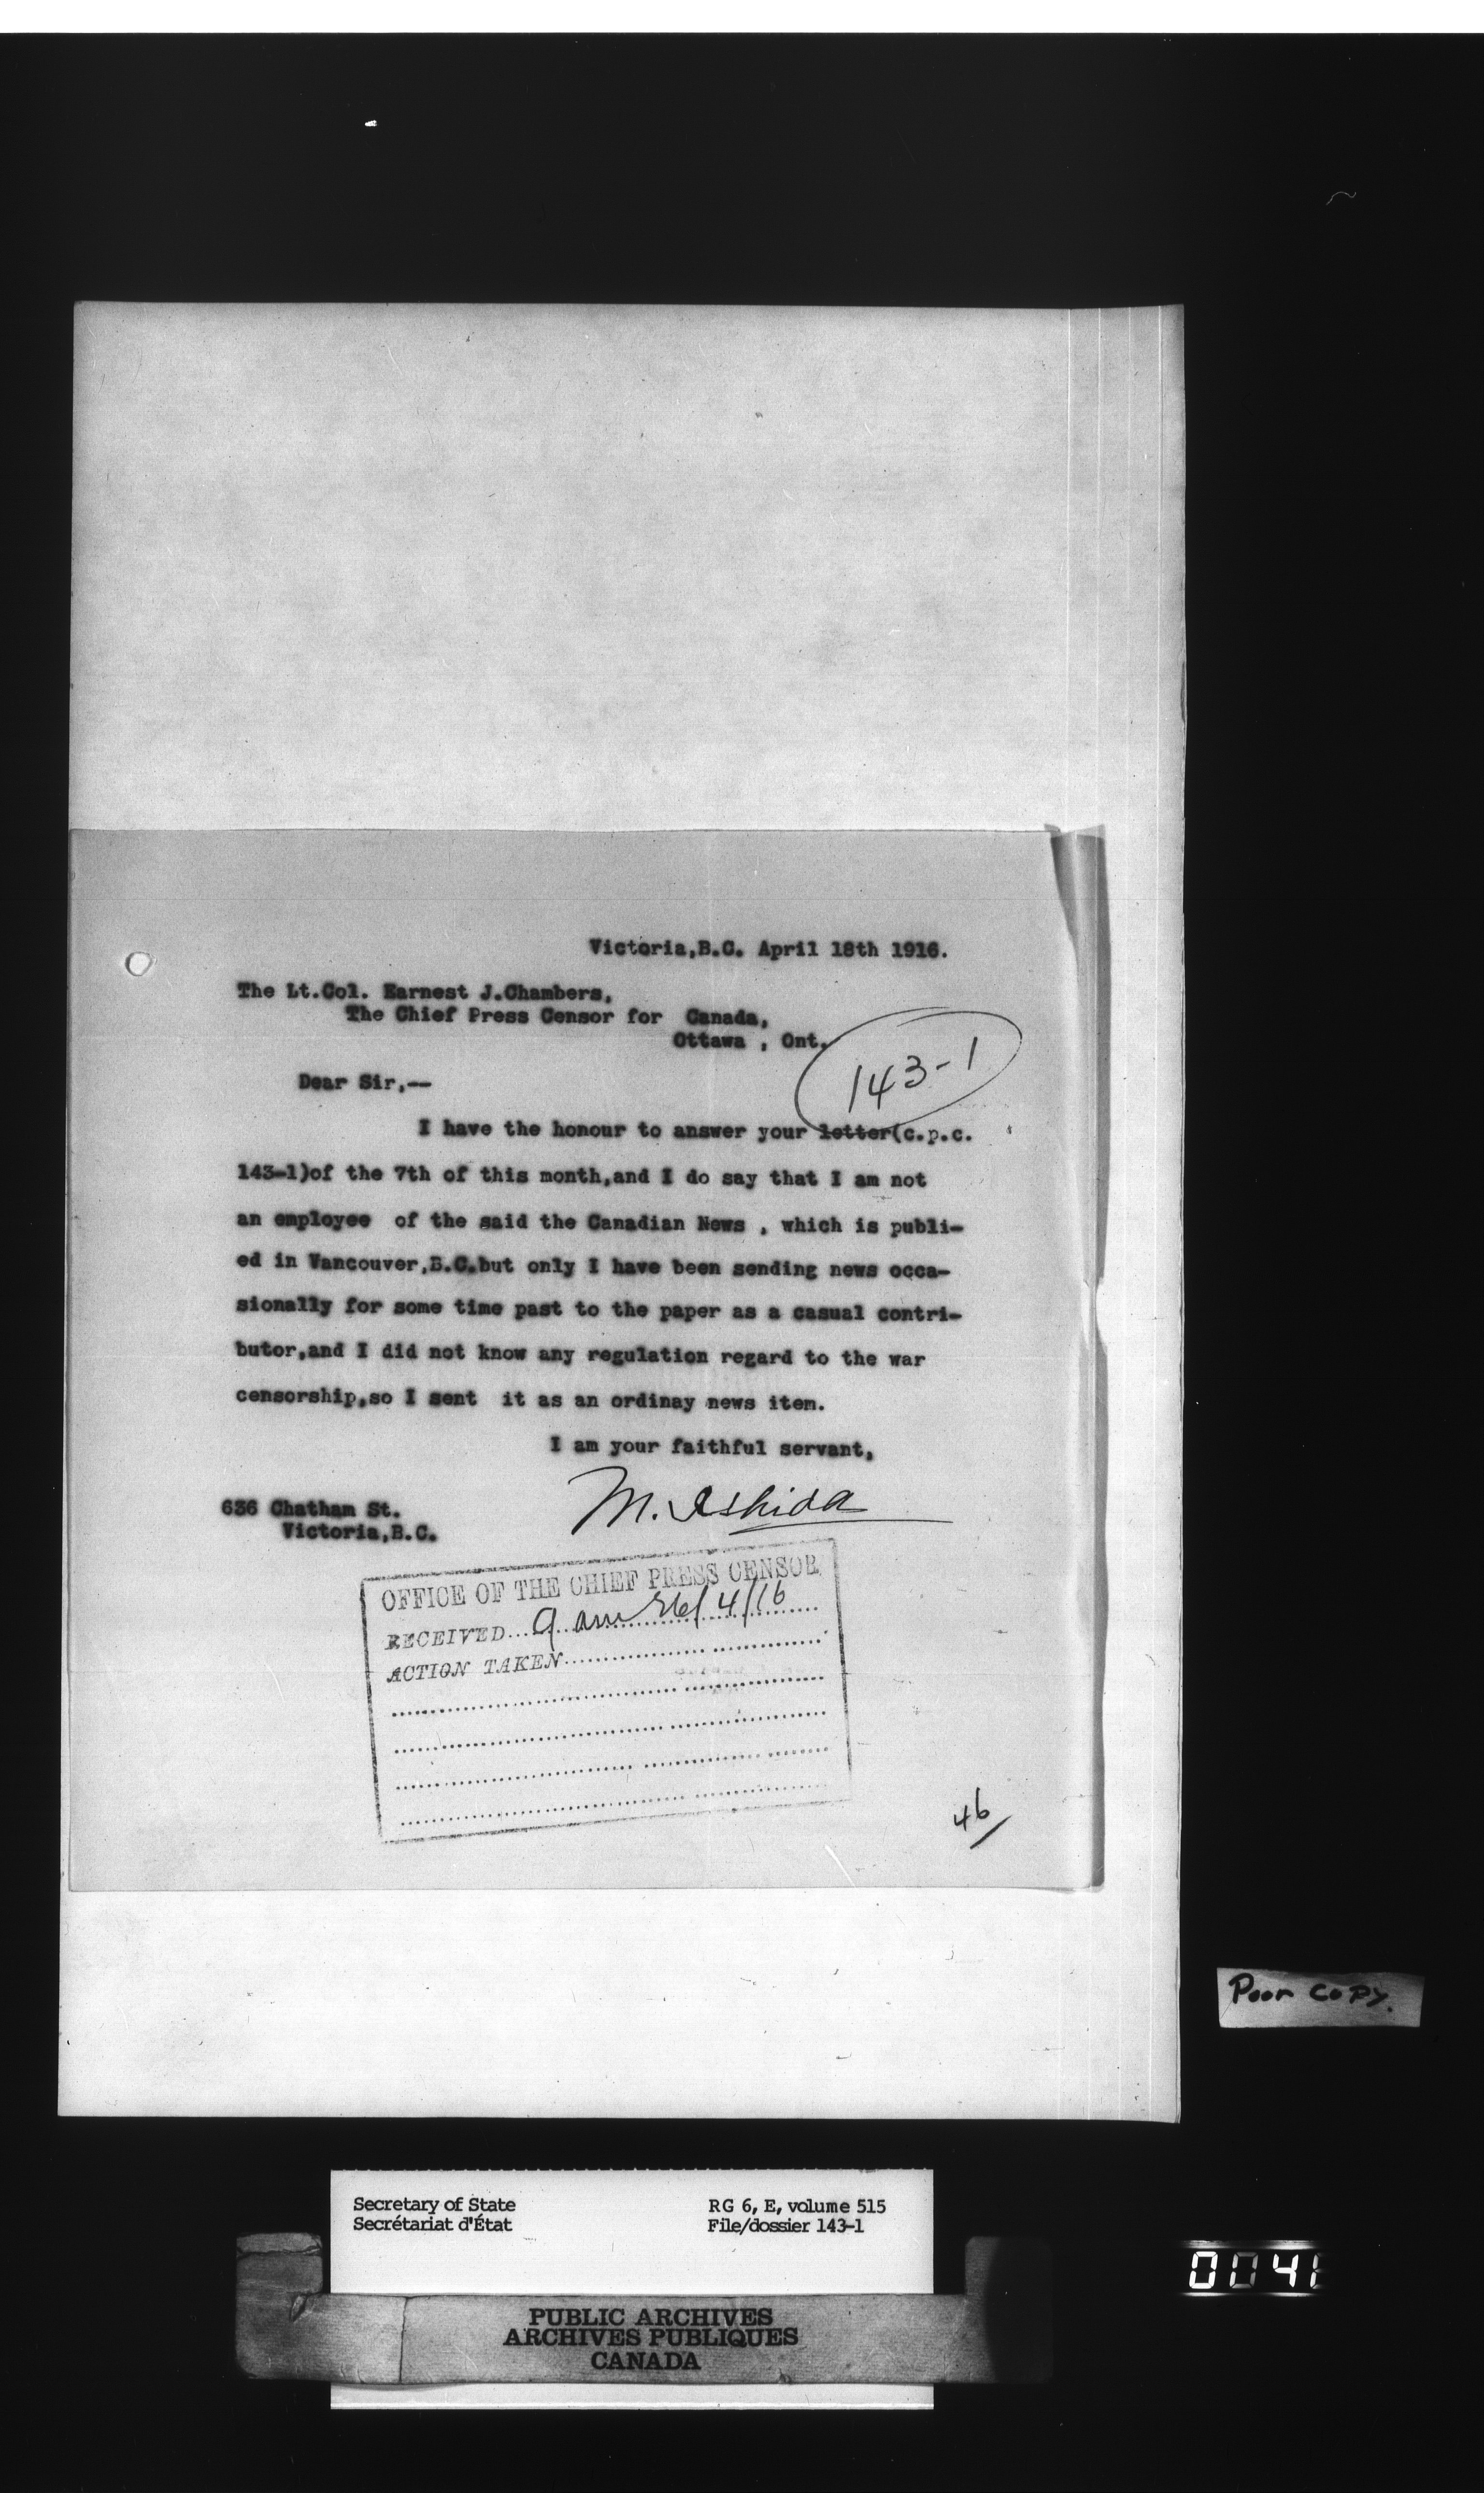 Victoria,B.C. April 18th 1916.
The Lt.Col. Earnest J.Chambers,
The Chief Press Censor for Canada,
Ottawa , Ont.
143-1
Dear Sir,--
I have the honour to answer your letter(c.p.c.
143-1)of the 7th of this month,and I do say that I am not
an employee of the said the Canadian News , which is publi-
ed in Vancouver,B.C.but only I have been sending news occa-
sionally for some time past to the paper as a casual contri-
butor,and I did not know any regulation regard to the war
censorship,so I sent it as an ordinay news item.
I am your faithful servant,
M. Ishida
636 Chatham St.
Victoria,B.C.
OFFICE OF THE CHIEF PRESS CENSOR
RECEIVED 9 am 26/4/16
ACTION TAKEN
46/
Poor Copy.
Secretary of State
Secrétariat d'État
RG 6, E, volume 515
File/dossier 143-1
0041
PUBLIC ARCHIVES
ARCHIVES PUBLIQUES
CANADA